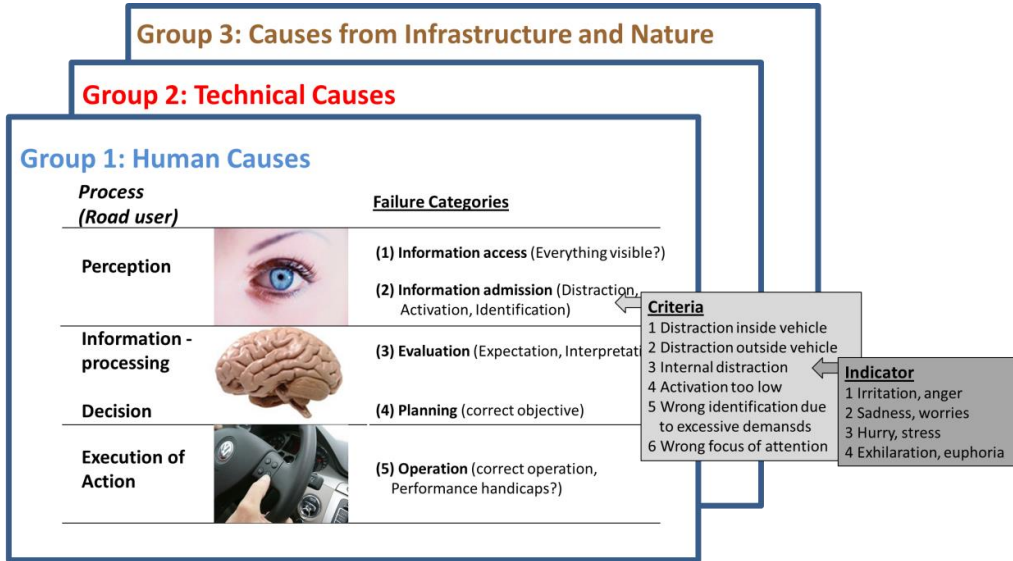 Group 3: Causes from Infrastructure and Nature
Group 2: Technical Causes
Group 1: Human Causes
Process
(Road user)
Failure Categories
Perception
(1) Information access (Everything visible?)
(2) Information admission (Distraction,
Activation, Identification)
Information -
processing
(3) Evaluation (Expectation, Interpretati
Decision
(4) Planning (correct objective)
Execution of
Action
(5) Operation (correct operation,
Performance handicaps?)
Criteria
1 Distraction inside vehicle
2 Distraction outside vehicle
3 Internal distraction
4 Activation too low
5 Wrong identification due
to excessive demansds
6 Wrong focus of attention
Indicator
1 Irritation, anger
2 Sadness, worries
3 Hurry, stress
4 Exhilaration, euphoria